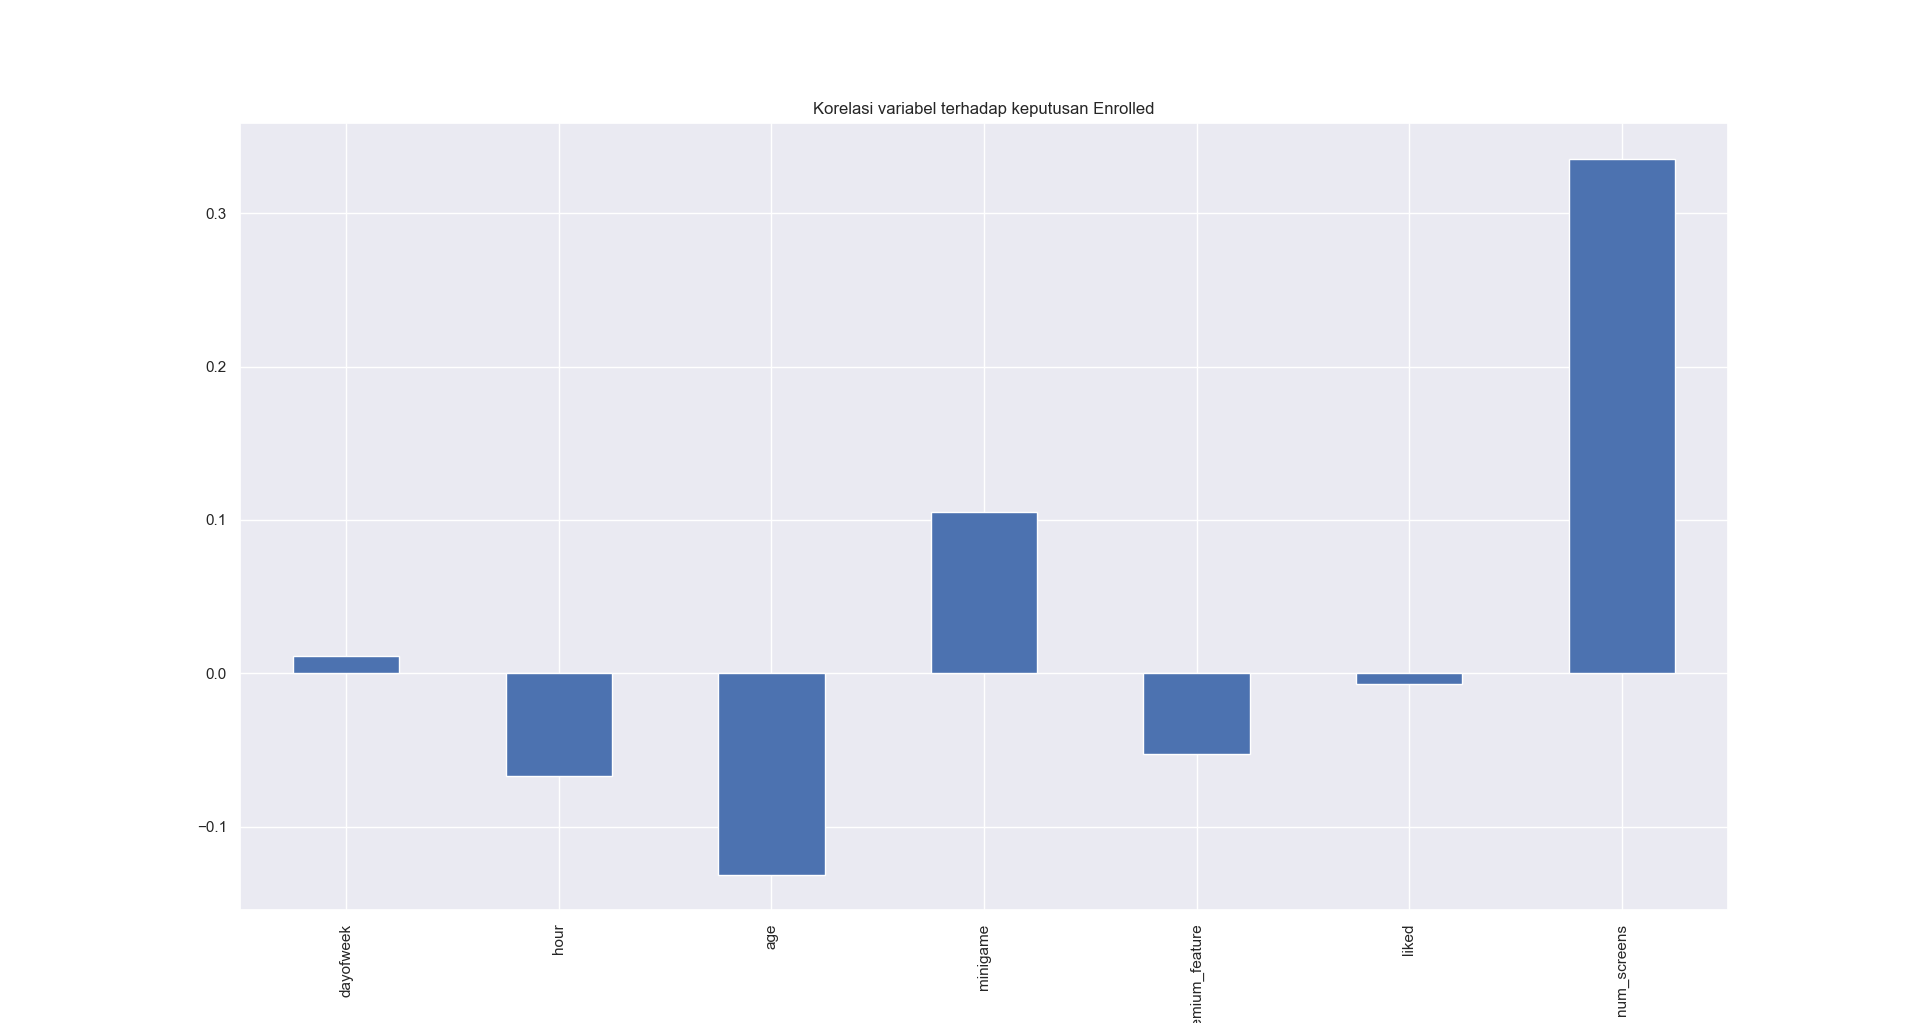 Korelasi variabel terhadap keputusan Enrolled
0.3
0.2
0.1
0.0
−0.1
dayofweek
hour
age
minigame
emium_feature
liked
num_screens